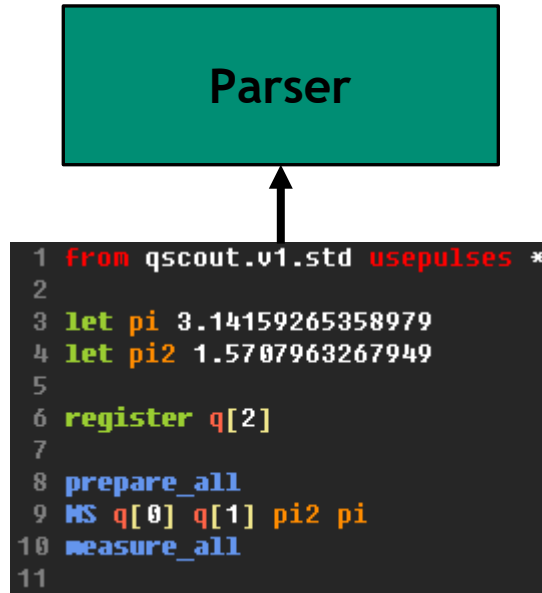 Parser
1 from qscout.v1.std usepulses *
2
3 let pi 3.14159265358979
4 let pi2 1.5707963267949
5
6 register q[2]
7
8 prepare_all
9 MS q[0] q[1] pi2 pi
10 measure_all
11